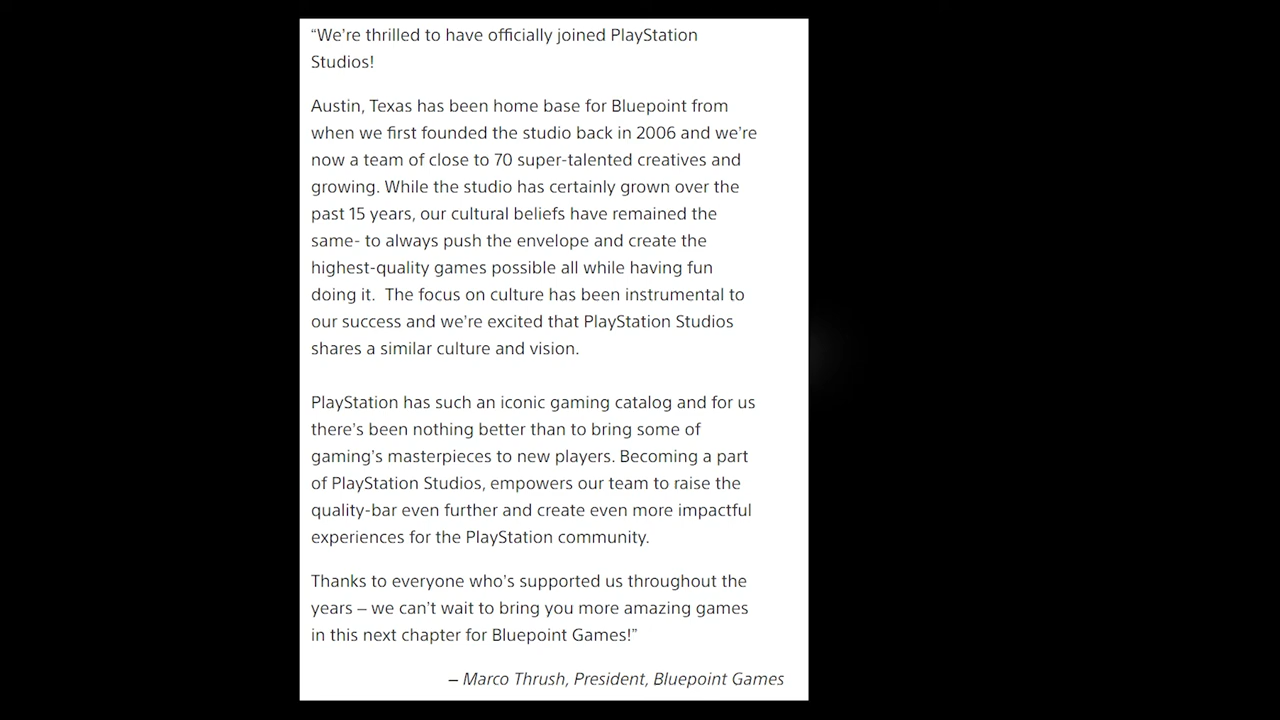 “We’re thrilled to have officially joined PlayStation
Studios!
Austin, Texas has been home base for Bluepoint from
when we first founded the studio back in 2006 and we’re
now a team of close to 70 super-talented creatives and
growing. While the studio has certainly grown over the
past 15 years, our cultural beliefs have remained the
same- to always push the envelope and create the
highest-quality games possible all while having fun
doing it.  The focus on culture has been instrumental to
our success and we’re excited that PlayStation Studios
shares a similar culture and vision.
PlayStation has such an iconic gaming catalog and for us
there’s been nothing better than to bring some of
gaming’s masterpieces to new players. Becoming a part
of PlayStation Studios, empowers our team to raise the
quality-bar even further and create even more impactful
experiences for the PlayStation community.
Thanks to everyone who’s supported us throughout the
years – we can’t wait to bring you more amazing games
in this next chapter for Bluepoint Games!”
– Marco Thrush, President, Bluepoint Games